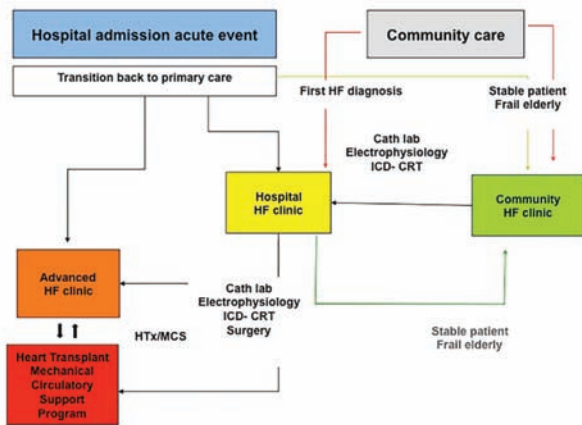 Hospital admission acute event
Community care
Transition back to primary care
First HF diagnosis
Stable patient
Frail elderly
Cath lab
Electrophysiology
ICD- CRT
Hospital
HF clinic
Community
HF clinic
Advanced
HF clinic
Cath lab
Electrophysiology
ICD- CRT
Surgery
HTx/MCS
Stable patient
Frail elderly
Heart Transplant
Mechanical
Circulatory
Support
Program